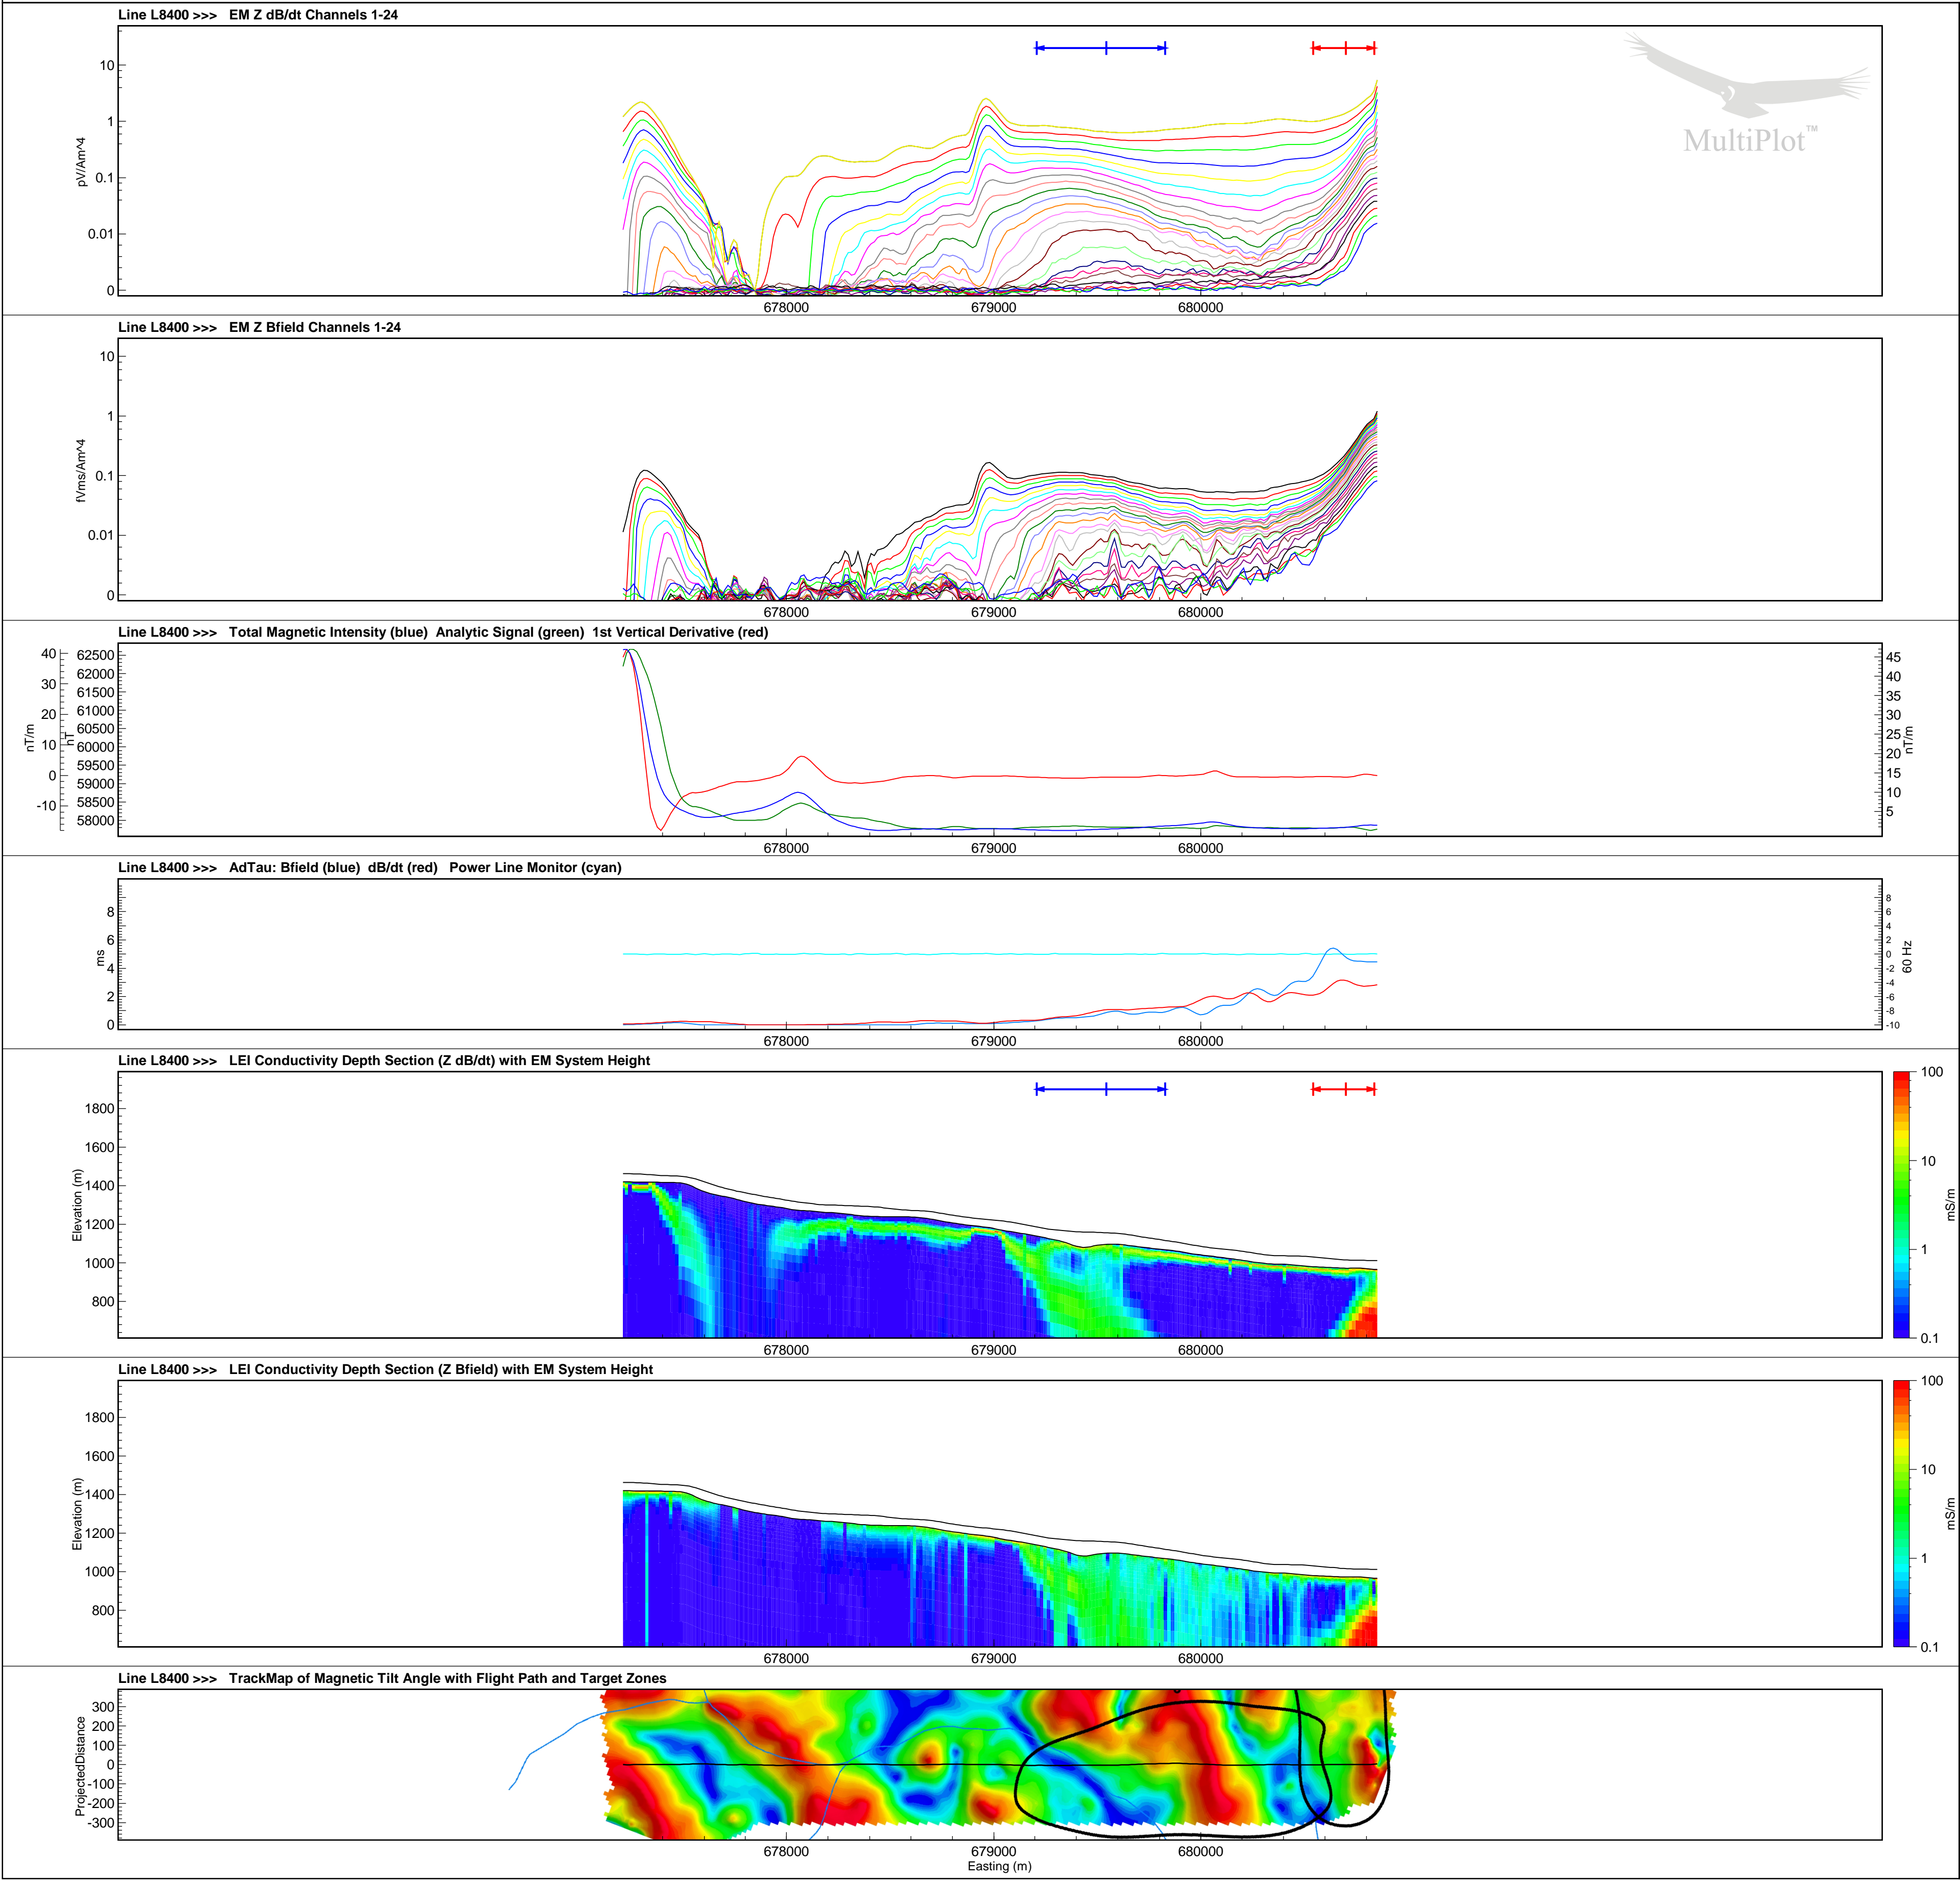 Line L8400 >>> EM Z dB/dt Channels 1-24
10
1
0.1
0.01
0
pV/Am^4
MultiPlot™
678000 679000 680000
Line L8400 >>> EM Z Bfield Channels 1-24
10
1
0.1
0.01
0
fVms/Am^4
678000 679000 680000
Line L8400 >>> Total Magnetic Intensity (blue) Analytic Signal (green) 1st Vertical Derivative (red)
40
30
20
10
0
-10
nT/m
62500
62000
61500
61000
60500
60000
59500
59000
58500
58000
nT
45
40
35
30
25
20
15
10
5
nT/m
678000 679000 680000
Line L8400 >>> AdTau: Bfield (blue) dB/dt (red) Power Line Monitor (cyan)
8
6
4
2
0
ms
8
6
4
2
0
-2
-4
-6
-8
-10
60 Hz
678000 679000 680000
Line L8400 >>> LEI Conductivity Depth Section (Z dB/dt) with EM System Height
1800
1600
1400
1200
1000
800
Elevation (m)
100
10
1
0.1
mS/m
678000 679000 680000
Line L8400 >>> LEI Conductivity Depth Section (Z Bfield) with EM System Height
1800
1600
1400
1200
1000
800
Elevation (m)
100
10
1
0.1
mS/m
678000 679000 680000
Line L8400 >>> TrackMap of Magnetic Tilt Angle with Flight Path and Target Zones
300
200
100
0
-100
-200
-300
ProjectedDistance
678000 679000 680000
Easting (m)